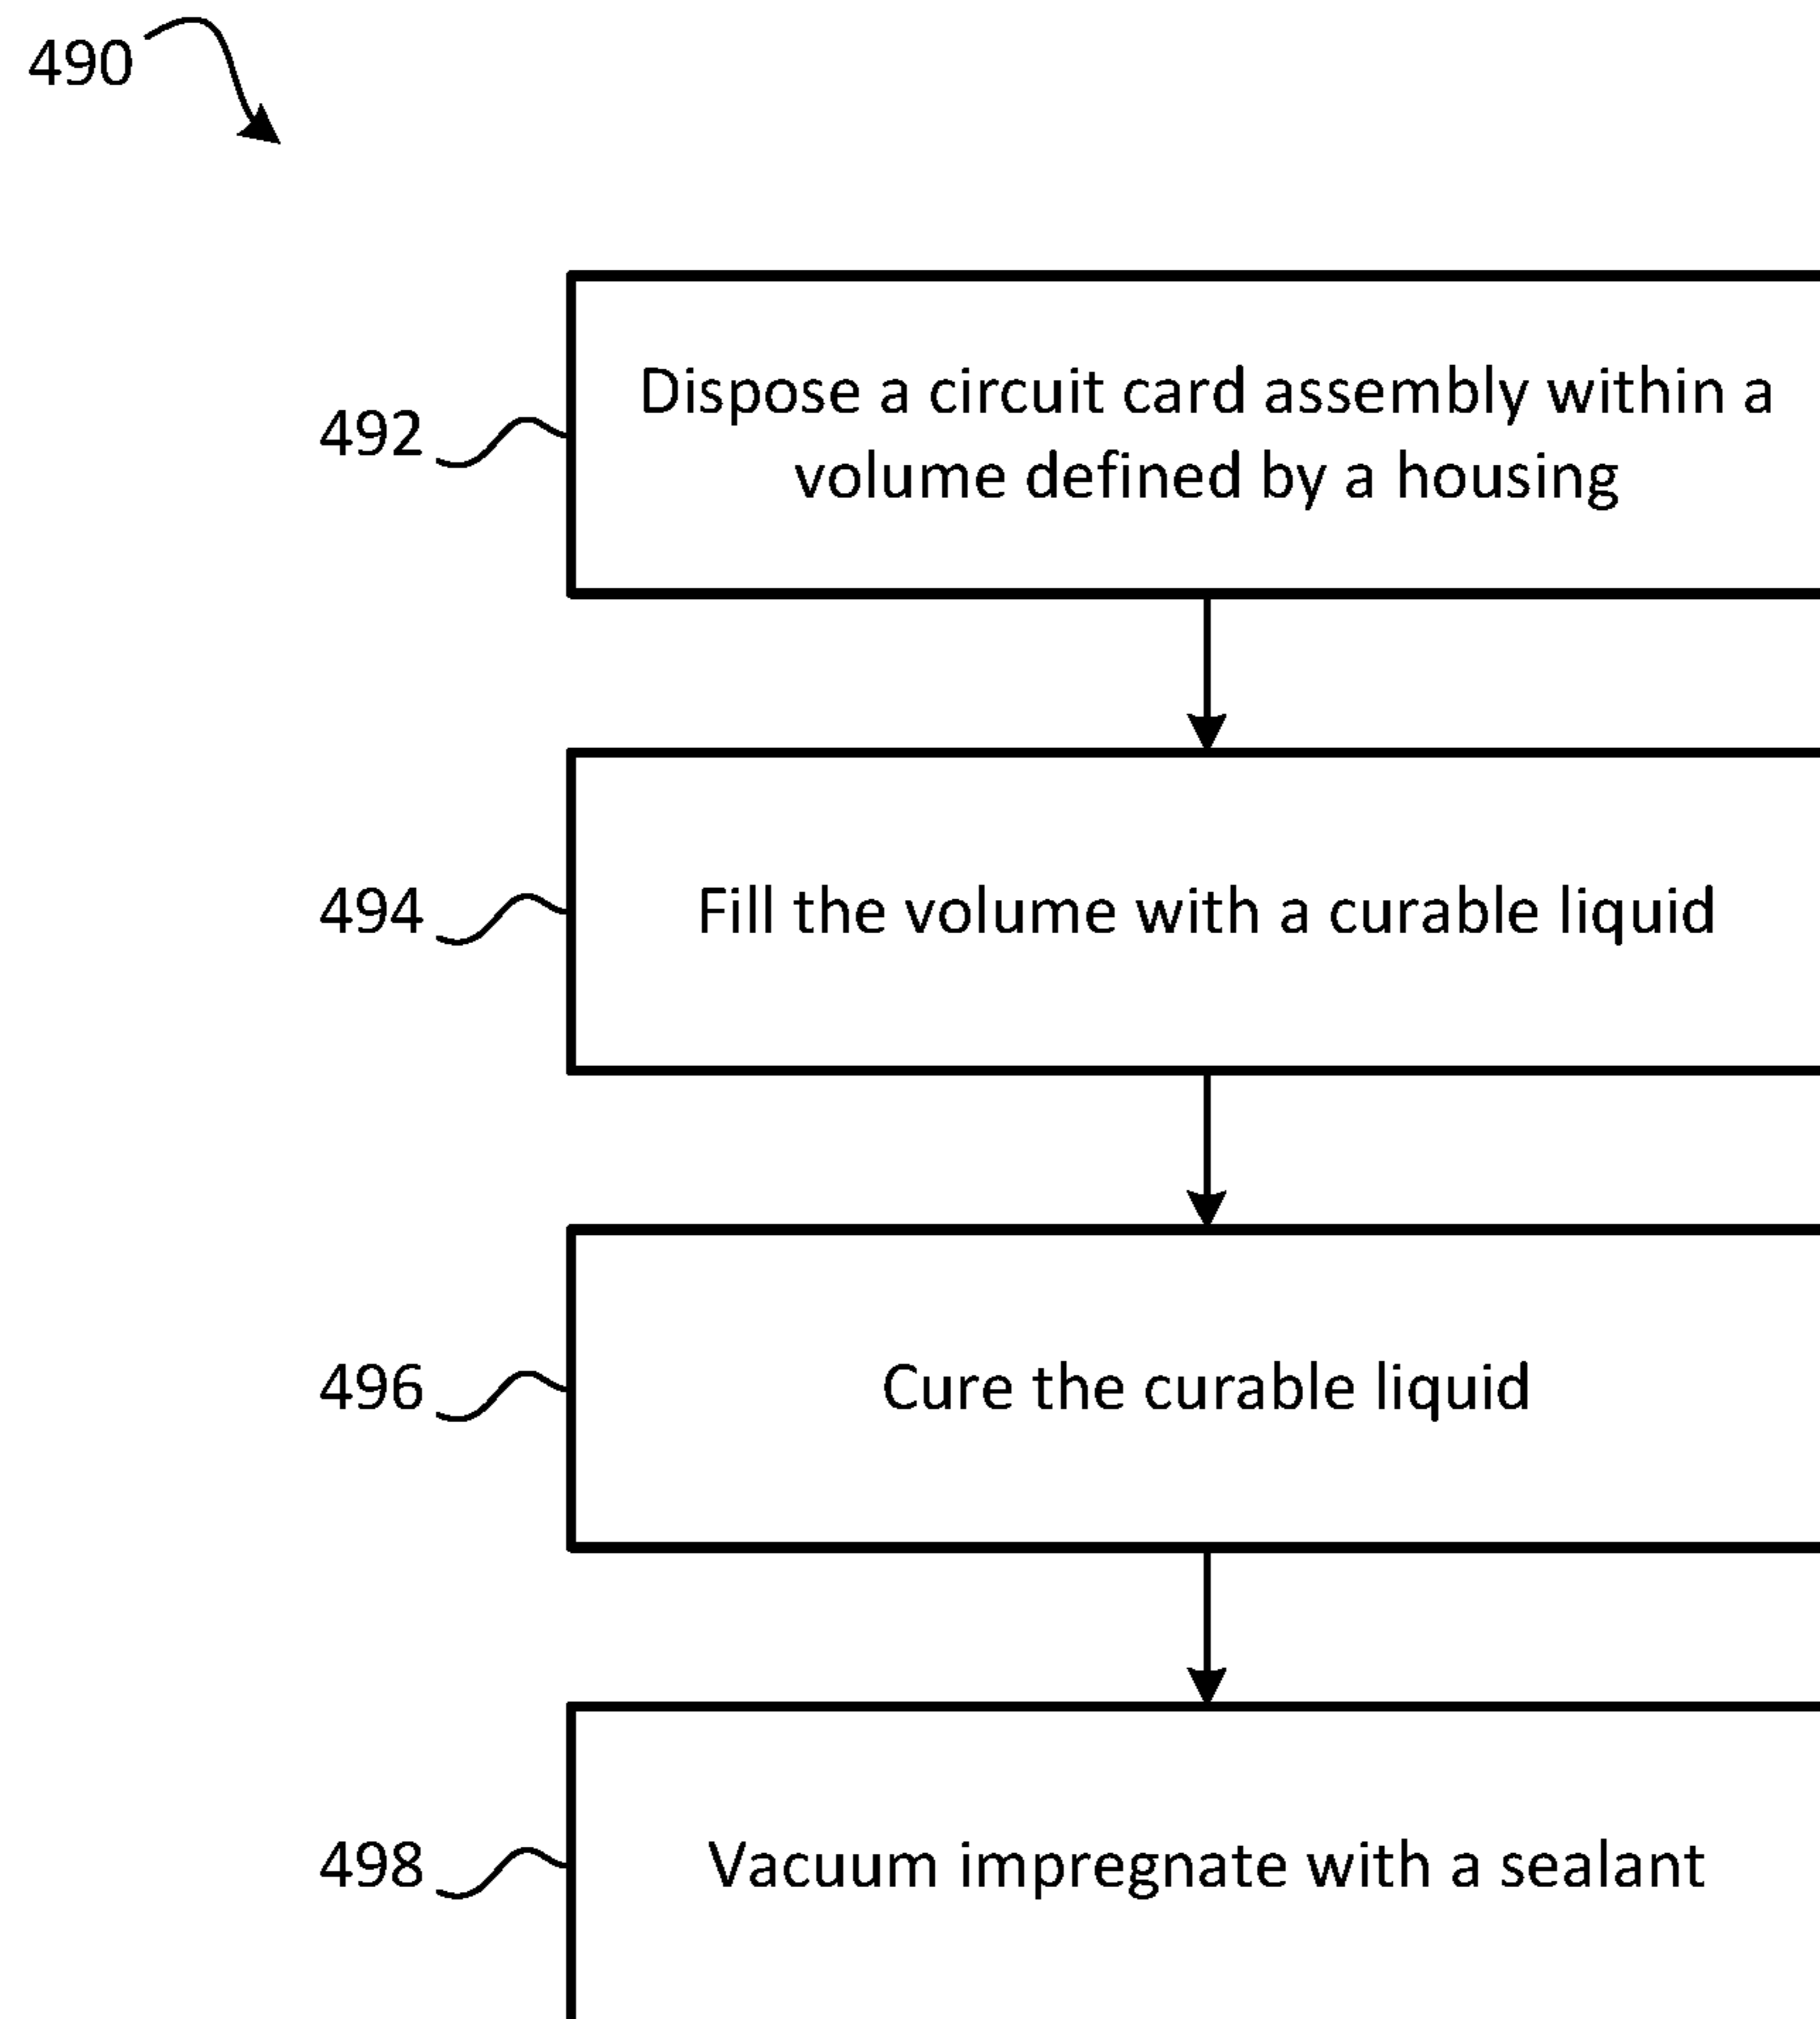 490
492
Dispose a circuit card assembly within a
volume defined by a housing
494
Fill the volume with a curable liquid
496
Cure the curable liquid
498
Vacuum impregnate with a sealant